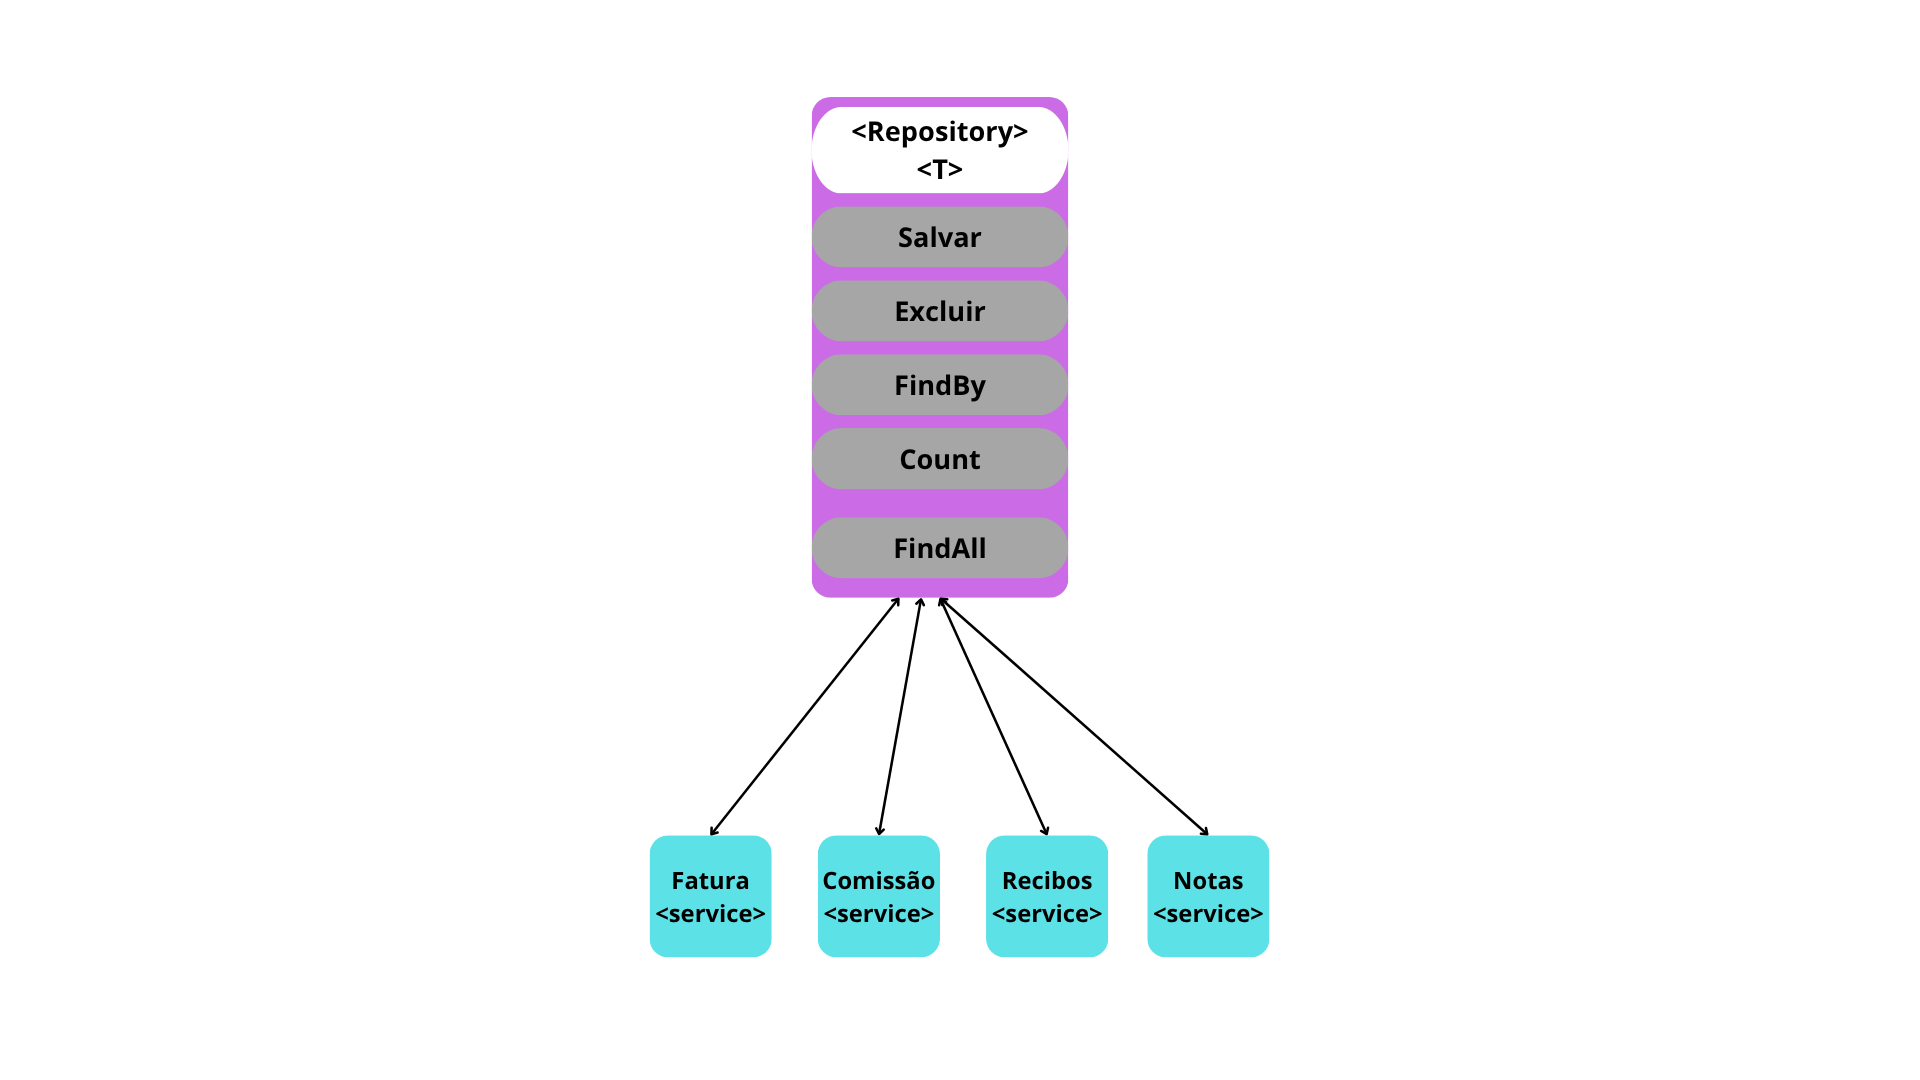 <Repository>
<T>
Salvar
Excluir
FindBy
Count
FindAll
Fatura
<service>
Comissão
<service>
Recibos
<service>
Notas
<service>